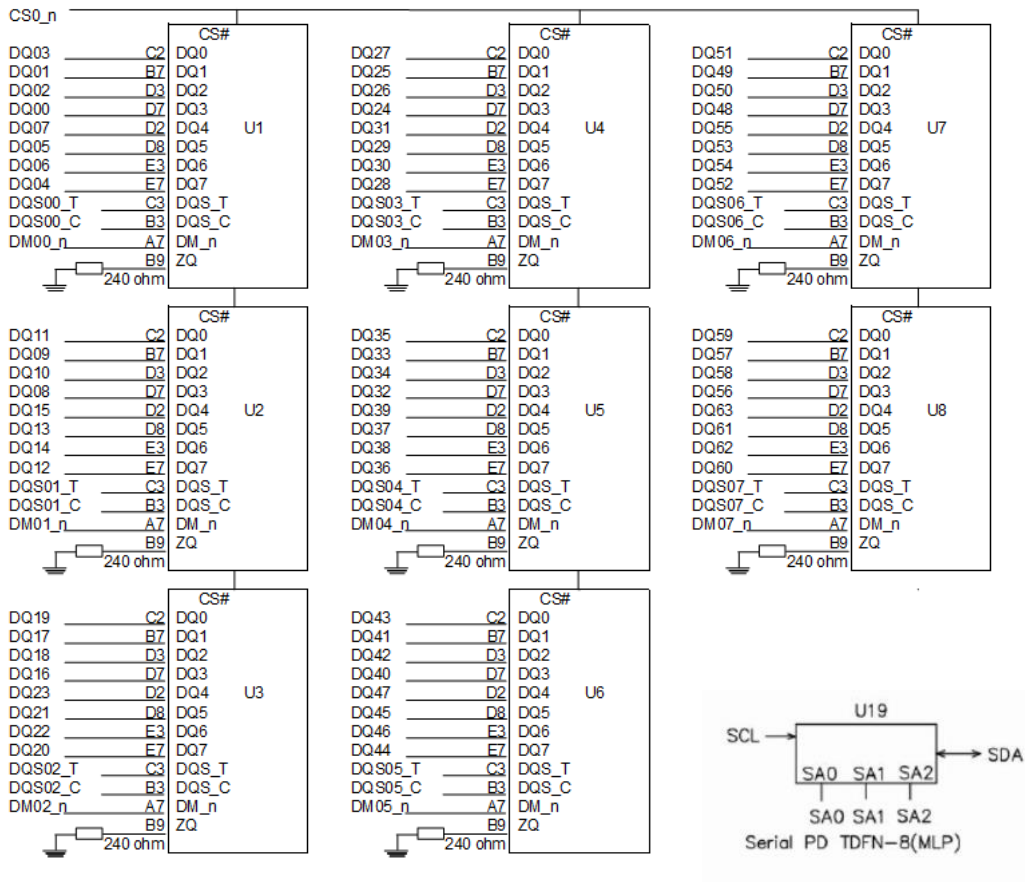 CS0_n
CS#
DQ03 C2 DQ0
DQ01 B7 DQ1
DQ02 D3 DQ2
DQ00 D7 DQ3
DQ07 D2 DQ4 U1
DQ05 D8 DQ5
DQ06 E3 DQ6
DQ04 E7 DQ7
DQS00_T C3 DQS_T
DQS00_C B3 DQS_C
DM00_n A7 DM_n
B9 ZQ
240 ohm
CS#
DQ11 C2 DQ0
DQ09 B7 DQ1
DQ10 D3 DQ2
DQ08 D7 DQ3
DQ15 D2 DQ4 U2
DQ13 D8 DQ5
DQ14 E3 DQ6
DQ12 E7 DQ7
DQS01_T C3 DQS_T
DQS01_C B3 DQS_C
DM01_n A7 DM_n
B9 ZQ
240 ohm
CS#
DQ19 C2 DQ0
DQ17 B7 DQ1
DQ18 D3 DQ2
DQ16 D7 DQ3
DQ23 D2 DQ4 U3
DQ21 D8 DQ5
DQ22 E3 DQ6
DQ20 E7 DQ7
DQS02_T C3 DQS_T
DQS02_C B3 DQS_C
DM02_n A7 DM_n
B9 ZQ
240 ohm
CS#
DQ27 C2 DQ0
DQ25 B7 DQ1
DQ26 D3 DQ2
DQ24 D7 DQ3
DQ31 D2 DQ4 U4
DQ29 D8 DQ5
DQ30 E3 DQ6
DQ28 E7 DQ7
DQS03_T C3 DQS_T
DQS03_C B3 DQS_C
DM03_n A7 DM_n
B9 ZQ
240 ohm
CS#
DQ35 C2 DQ0
DQ33 B7 DQ1
DQ34 D3 DQ2
DQ32 D7 DQ3
DQ39 D2 DQ4 U5
DQ37 D8 DQ5
DQ38 E3 DQ6
DQ36 E7 DQ7
DQS04_T C3 DQS_T
DQS04_C B3 DQS_C
DM04_n A7 DM_n
B9 ZQ
240 ohm
CS#
DQ43 C2 DQ0
DQ41 B7 DQ1
DQ42 D3 DQ2
DQ40 D7 DQ3
DQ47 D2 DQ4 U6
DQ45 D8 DQ5
DQ46 E3 DQ6
DQ44 E7 DQ7
DQS05_T C3 DQS_T
DQS05_C B3 DQS_C
DM05_n A7 DM_n
B9 ZQ
240 ohm
CS#
DQ51 C2 DQ0
DQ49 B7 DQ1
DQ50 D3 DQ2
DQ48 D7 DQ3
DQ55 D2 DQ4 U7
DQ53 D8 DQ5
DQ54 E3 DQ6
DQ52 E7 DQ7
DQS06_T C3 DQS_T
DQS06_C B3 DQS_C
DM06_n A7 DM_n
B9 ZQ
240 ohm
CS#
DQ59 C2 DQ0
DQ57 B7 DQ1
DQ58 D3 DQ2
DQ56 D7 DQ3
DQ63 D2 DQ4 U8
DQ61 D8 DQ5
DQ62 E3 DQ6
DQ60 E7 DQ7
DQS07_T C3 DQS_T
DQS07_C B3 DQS_C
DM07_n A7 DM_n
B9 ZQ
240 ohm
U19
SCL SDA
SA0 SA1 SA2
SA0 SA1 SA2
Serial PD TDFN-8(MLP)